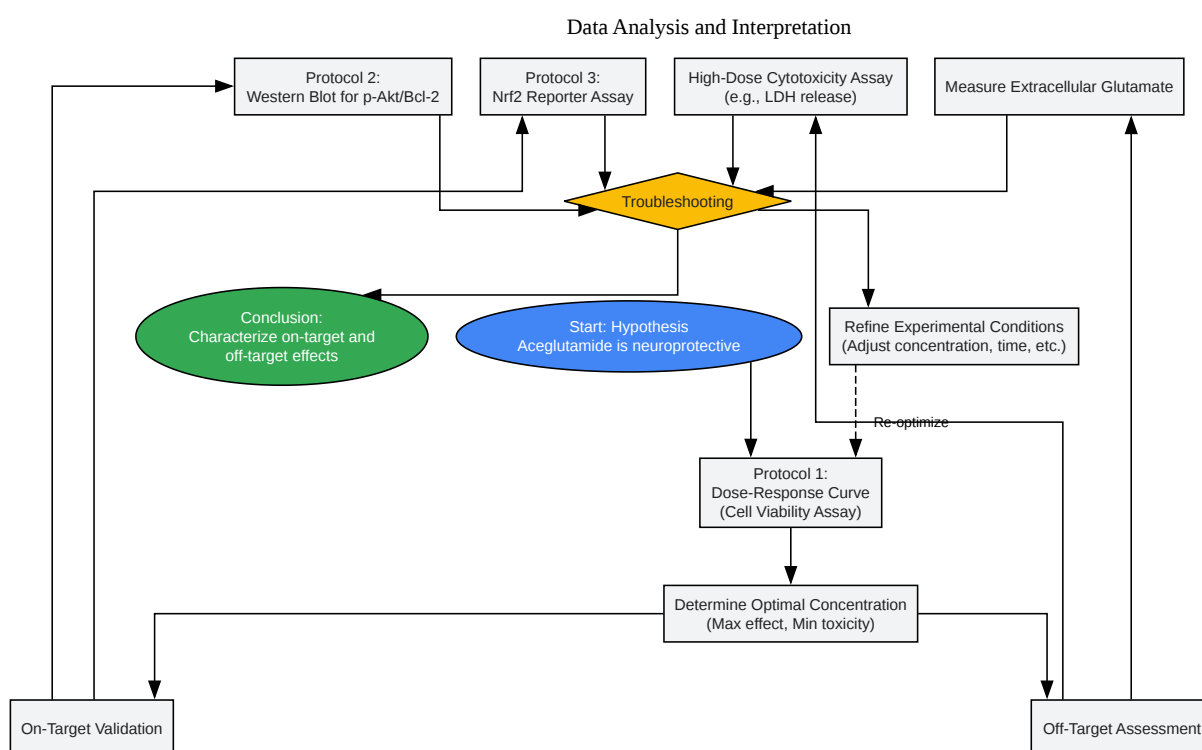 Data Analysis and Interpretation
Protocol 2:
Western Blot for p-Akt/Bcl-2
Protocol 3:
Nrf2 Reporter Assay
High-Dose Cytotoxicity Assay
(e.g., LDH release)
Measure Extracellular Glutamate
Troubleshooting
Conclusion:
Characterize on-target and
off-target effects
Start: Hypothesis
Aceglutamide is neuroprotective
Refine Experimental Conditions
(Adjust concentration, time, etc.)
Re-optimize
Protocol 1:
Dose-Response Curve
(Cell Viability Assay)
Determine Optimal Concentration
(Max effect, Min toxicity)
On-Target Validation
Off-Target Assessment